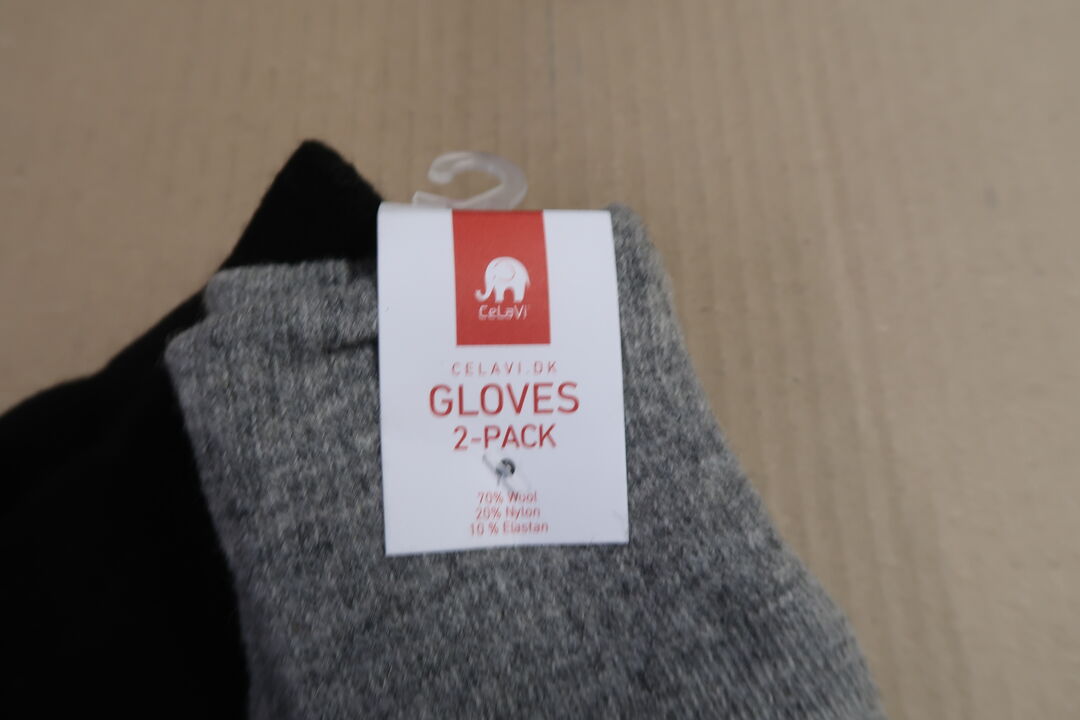 CeLaVi
CELAVI.DK
GLOVES
2-PACK
70% Wool
20% Nylon
10 % Elastan